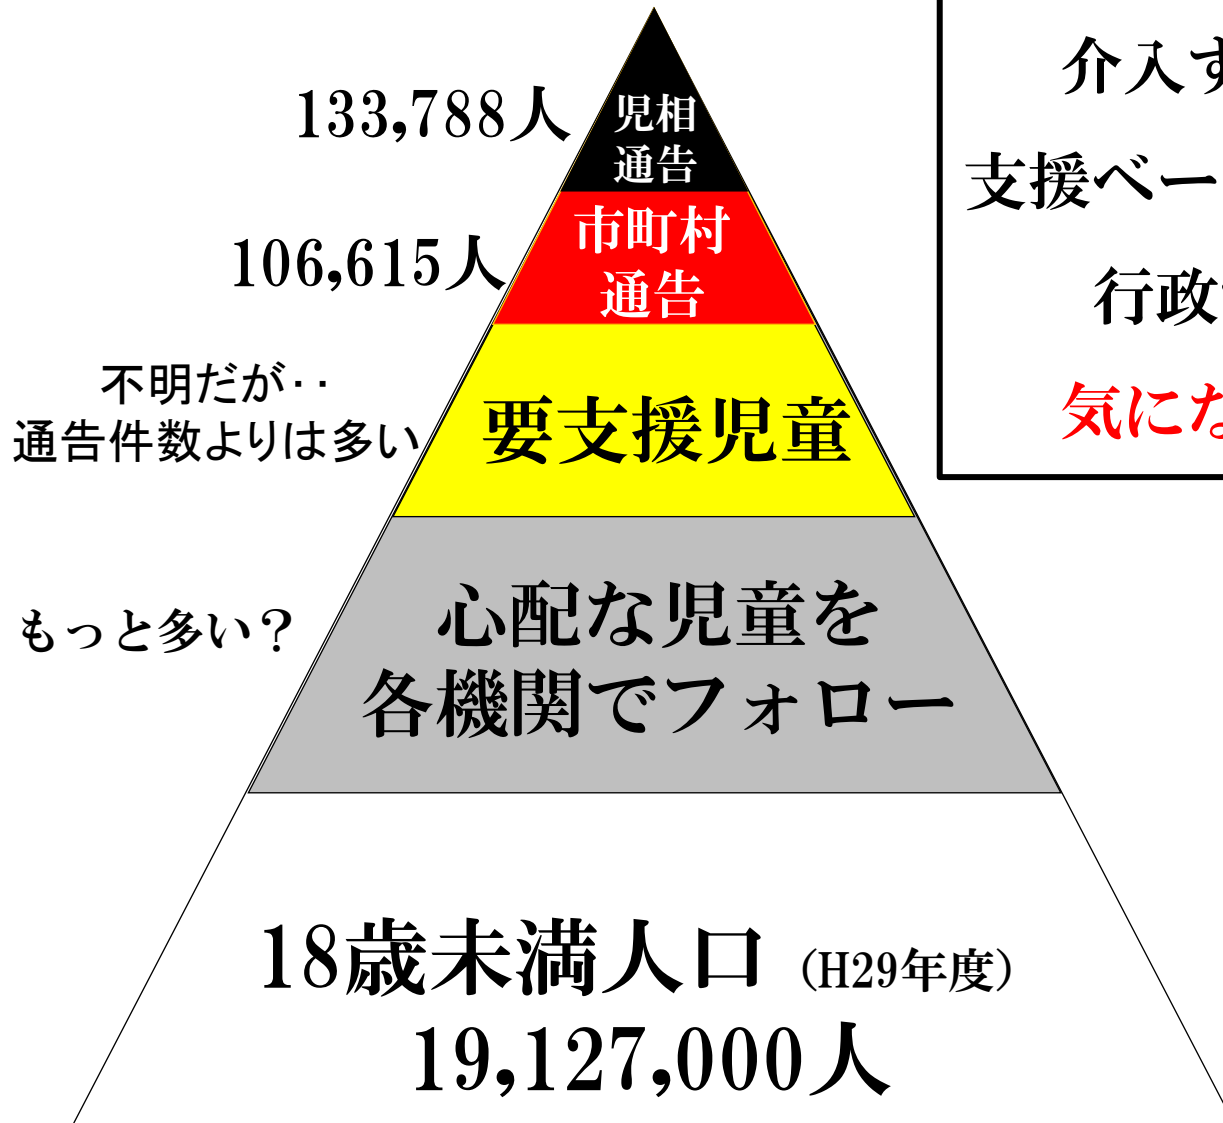 133,788人
児相
通告
106,615人
市町村
通告
不明だが‥
通告件数よりは多い
要支援児童
もっと多い？
心配な児童を
各機関でフォロー
18歳未満人口（H29年度）
19,127,000人
介入す
支援ベー
行政
気にな